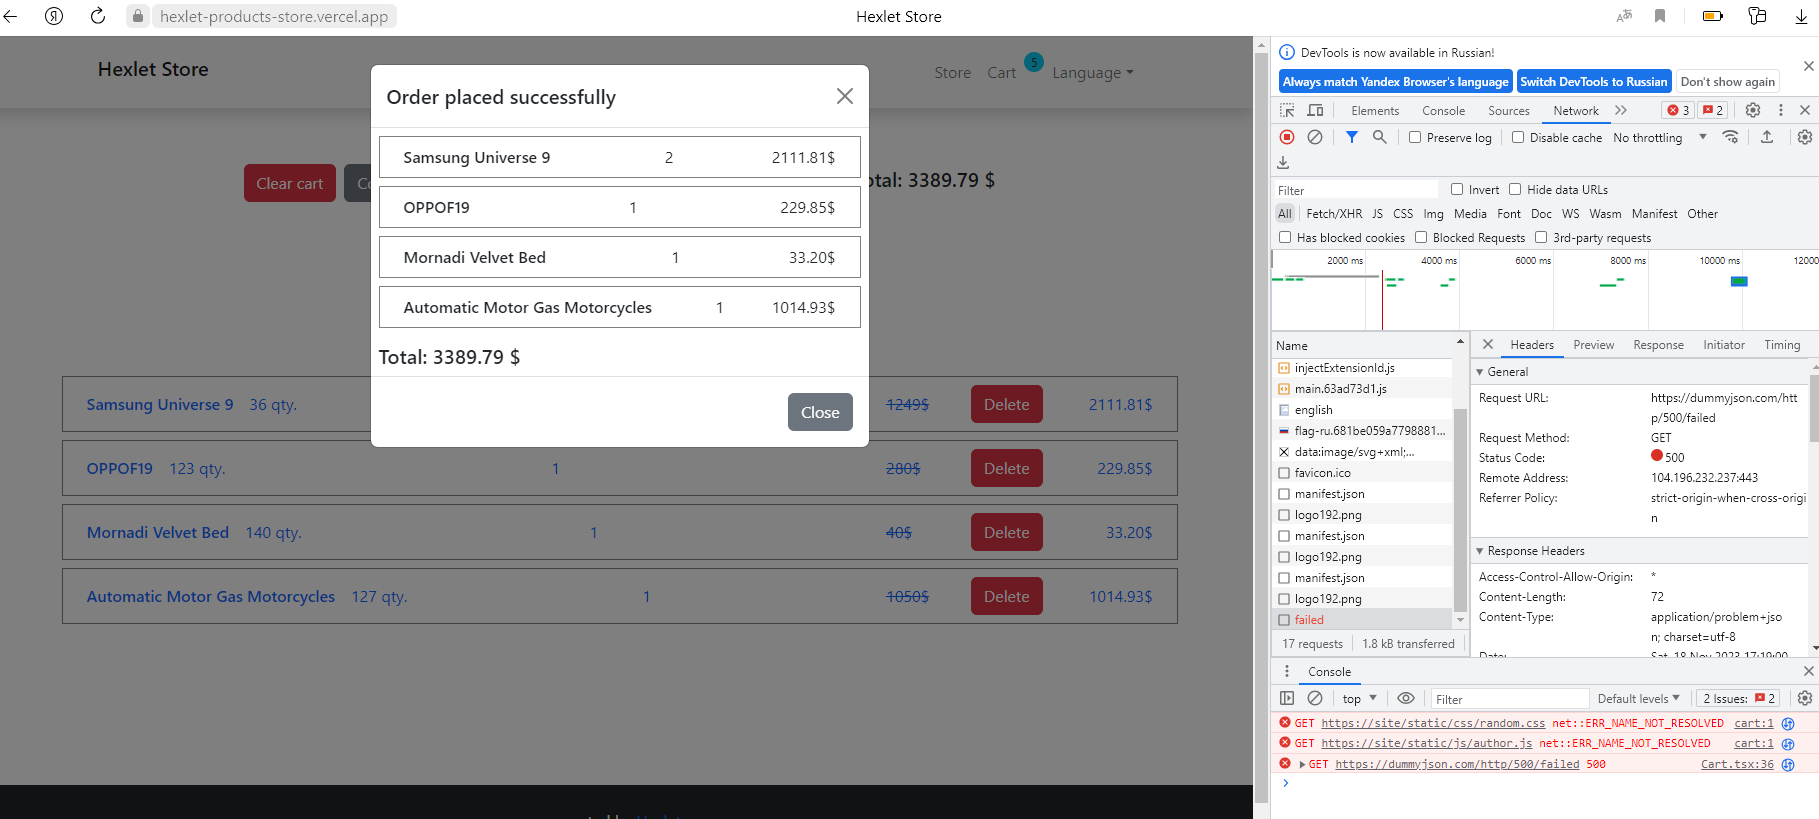 hexlet-products-store.vercel.app
Hexlet Store
Hexlet Store
Store Cart 5 Language
Order placed successfully
Samsung Universe 9 2 2111.81$
OPPOF19 1 229.85$
Mornadi Velvet Bed 1 33.20$
Automatic Motor Gas Motorcycles 1 1014.93$
Total: 3389.79 $
Close
Clear cart
Total: 3389.79 $
Samsung Universe 9 36 qty. 1249$ Delete 2111.81$
OPPOF19 123 qty. 1 280$ Delete 229.85$
Mornadi Velvet Bed 140 qty. 1 40$ Delete 33.20$
Automatic Motor Gas Motorcycles 127 qty. 1 1050$ Delete 1014.93$
DevTools is now available in Russian!
Always match Yandex Browser's language Switch DevTools to Russian Don't show again
Elements Console Sources Network 3 2
Preserve log Disable cache No throttling
Filter Invert Hide data URLs
All Fetch/XHR JS CSS Img Media Font Doc WS Wasm Manifest Other
Has blocked cookies Blocked Requests 3rd-party requests
2000 ms 4000 ms 6000 ms 8000 ms 10000 ms 12000
Name
injectExtensionId.js
main.63ad73d1.js
english
flag-ru.681be059a7798881...
data:image/svg+xml;...
favicon.ico
manifest.json
logo192.png
manifest.json
logo192.png
manifest.json
logo192.png
failed
17 requests 1.8 kB transferred
Headers Preview Response Initiator Timing
General
Request URL: https://dummyjson.com/htt
p/500/failed
Request Method: GET
Status Code: 500
Remote Address: 104.196.232.237:443
Referrer Policy: strict-origin-when-cross-origi
n
Response Headers
Access-Control-Allow-Origin: *
Content-Length: 72
Content-Type: application/problem+jso
n; charset=utf-8
Date: Sat, 18 Nov 2023 17:19:00
Console
top Filter Default levels 2 Issues: 2
GET https://site/static/css/random.css net::ERR_NAME_NOT_RESOLVED cart:1
GET https://site/static/js/author.js net::ERR_NAME_NOT_RESOLVED cart:1
GET https://dummyjson.com/http/500/failed 500 Cart.tsx:36